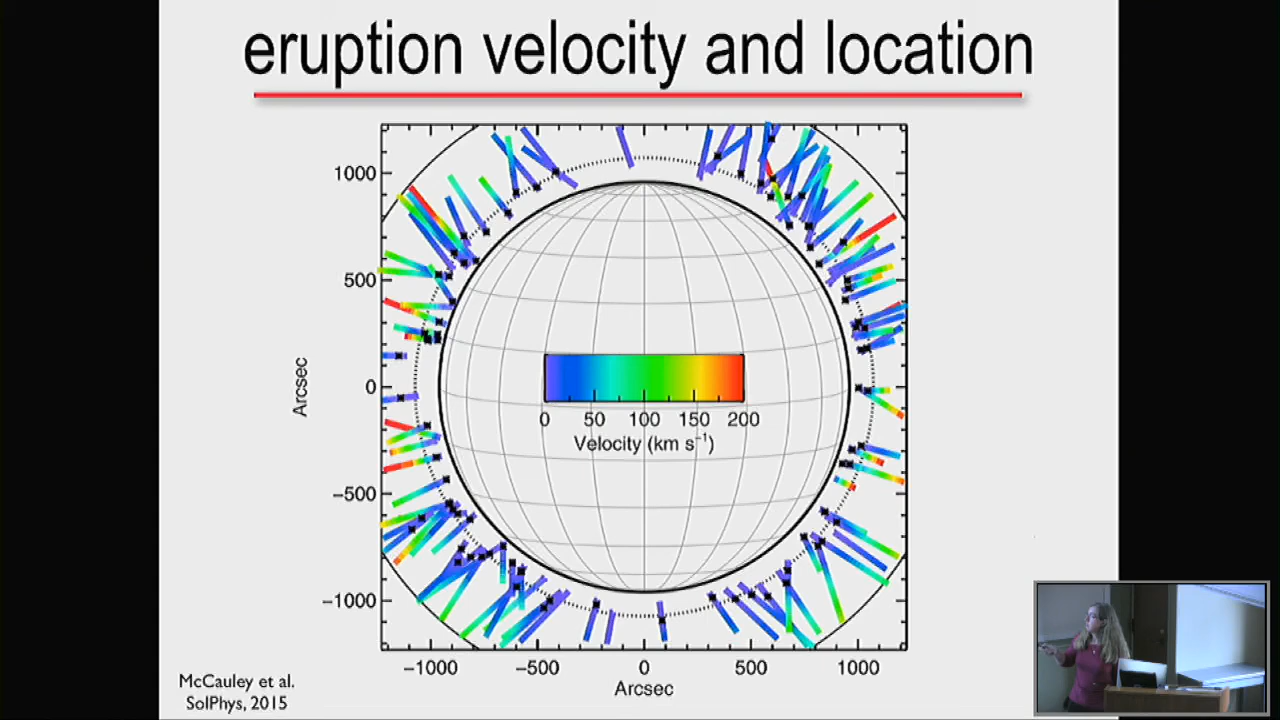 eruption velocity and location
1000
500
0
−500
−1000
Arcsec
0 50 100 150 200
Velocity (km s⁻¹)
−1000 −500 0 500 1000
Arcsec
McCauley et al.
SolPhys, 2015